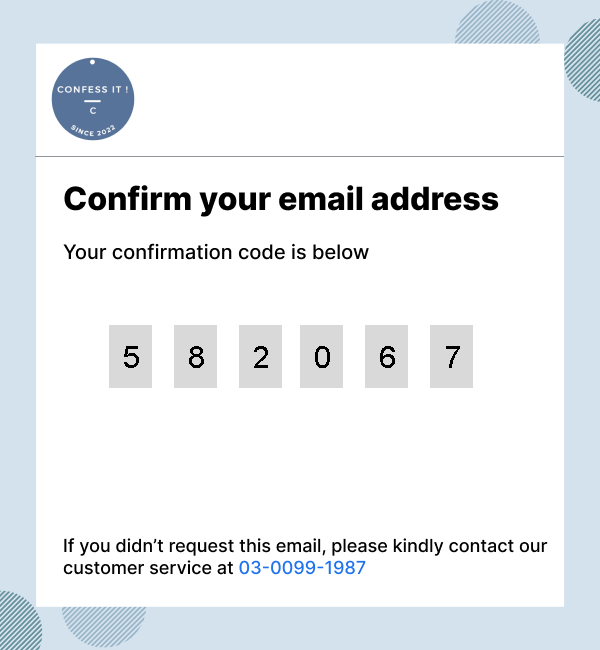 CONFESS IT !
C
SINCE 2022
Confirm your email address
Your confirmation code is below
5 8 2 0 6 7
If you didn’t request this email, please kindly contact our
customer service at 03-0099-1987